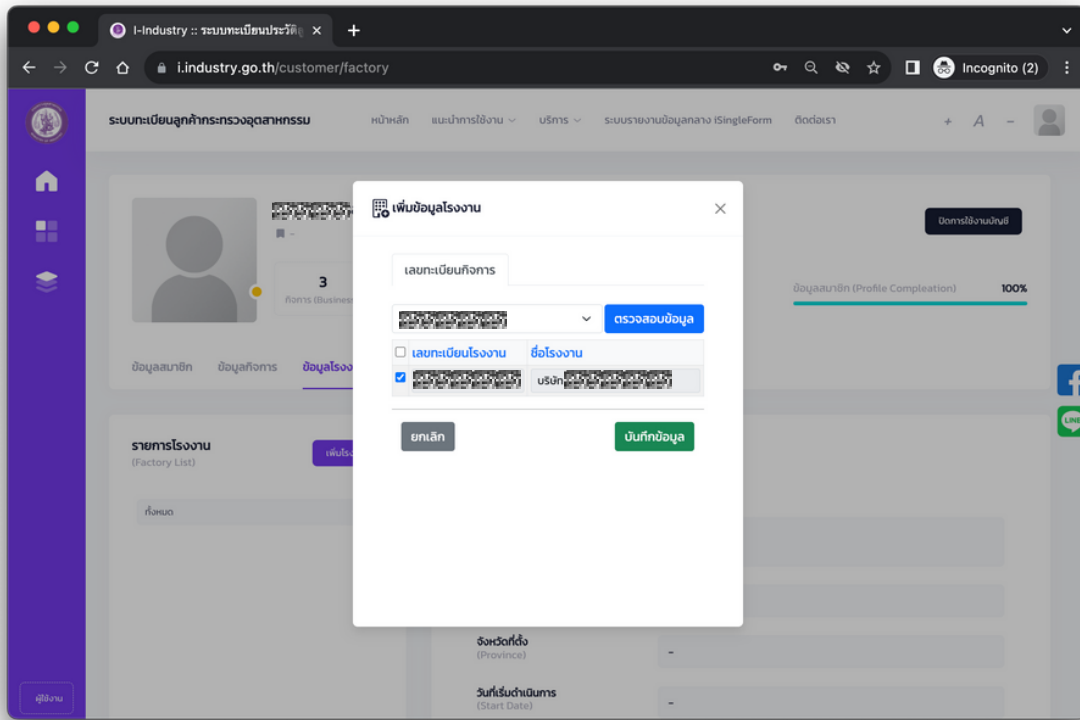 I-Industry :: ระบบทะเบียนประวัติ
i.industry.go.th/customer/factory
Incognito (2)
ระบบทะเบียนลูกค้ากระทรวงอุตสาหกรรม
หน้าหลัก แนะนำการใช้งาน บริการ ระบบรายงานข้อมูลกลาง iSingleForm ติดต่อเรา + A -
เพิ่มข้อมูลโรงงาน
ปิดการใช้งานบัญชี
-
เลขทะเบียนกิจการ
3
กิจการ (Business
ข้อมูลสมาชิก (Profile Compleation) 100%
ตรวจสอบข้อมูล
เลขทะเบียนโรงงาน ชื่อโรงงาน
ข้อมูลสมาชิก ข้อมูลกิจการ ข้อมูลโรงง
บริษัท
ยกเลิก บันทึกข้อมูล
รายการโรงงาน
(Factory List)
เพิ่มโรง
ทั้งหมด
LINE
จังหวัดที่ตั้ง
(Province)
-
วันที่เริ่มดำเนินการ
(Start Date)
-
ผู้ใช้งาน